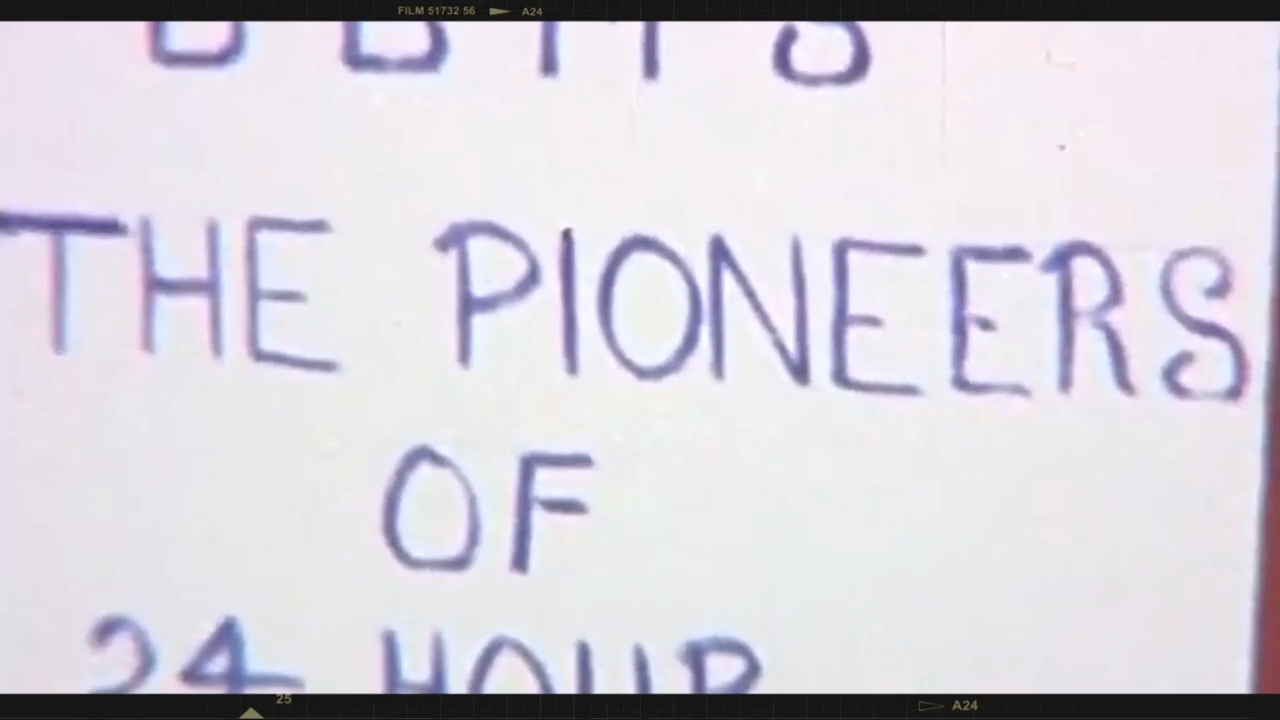 FILM 51732 56 A24
THE PIONEERS
OF
24 HOUR
25 A24